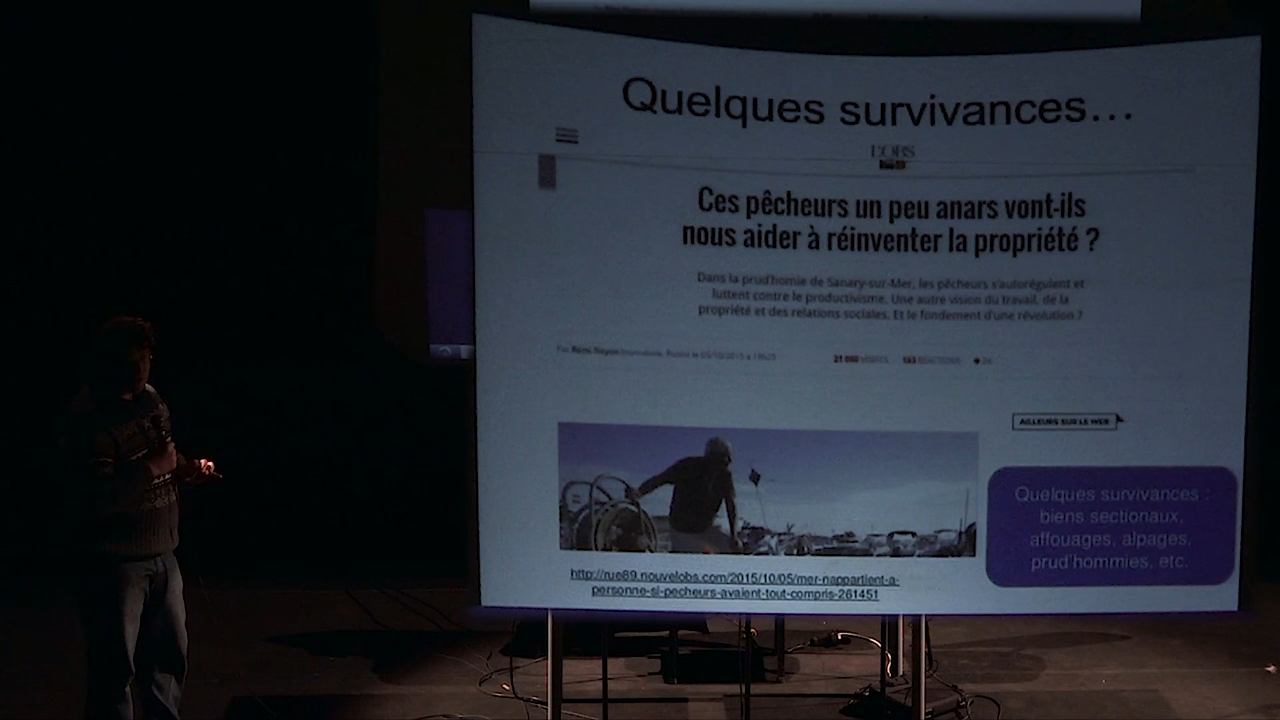 Quelques survivances…
L'OBS
Ces pêcheurs un peu anars vont-ils
nous aider à réinventer la propriété ?
Dans la prud'homie de Sanary-sur-Mer, les pêcheurs s'autorégulent et
luttent contre le productivisme. Une autre vision du travail, de la
propriété et des relations sociales. Et le fondement d'une révolution ?
AILLEURS SUR LE WEB
Quelques survivances :
biens sectionaux,
affouages, alpages,
prud'hommies, etc.
http://rue89.nouvelobs.com/2015/10/05/mer-nappartient-a-
personne-si-pecheurs-avaient-tout-compris-261451